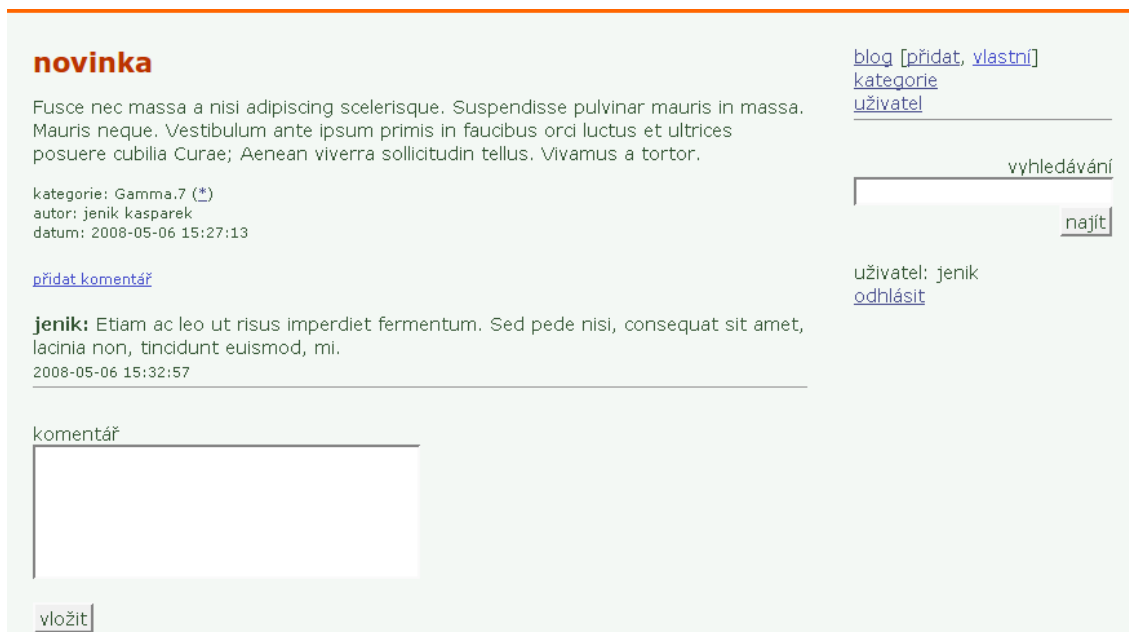 novinka
Fusce nec massa a nisi adipiscing scelerisque. Suspendisse pulvinar mauris in massa.
Mauris neque. Vestibulum ante ipsum primis in faucibus orci luctus et ultrices
posuere cubilia Curae; Aenean viverra sollicitudin tellus. Vivamus a tortor.
kategorie: Gamma.7 (*)
autor: jenik kasparek
datum: 2008-05-06 15:27:13
přidat komentář
jenik: Etiam ac leo ut risus imperdiet fermentum. Sed pede nisi, consequat sit amet,
lacinia non, tincidunt euismod, mi.
2008-05-06 15:32:57
komentář
vložit
blog [přidat, vlastní]
kategorie
uživatel
vyhledávání
najít
uživatel: jenik
odhlásit